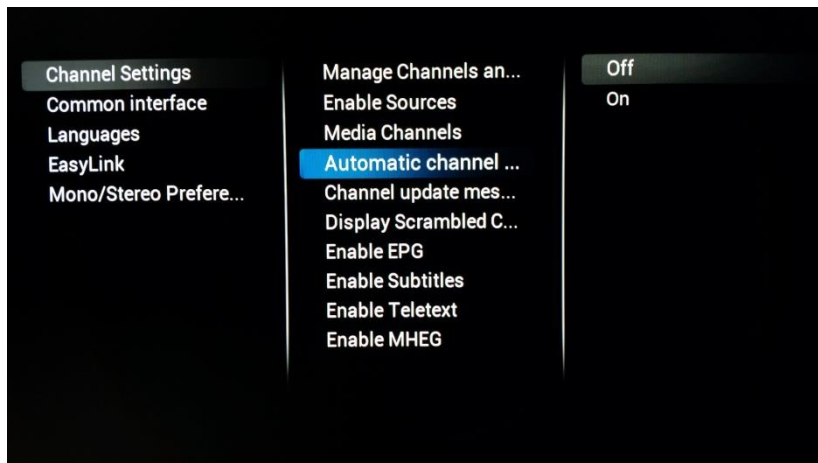 Channel Settings
Common interface
Languages
EasyLink
Mono/Stereo Prefere...
Manage Channels an...
Enable Sources
Media Channels
Automatic channel ...
Channel update mes...
Display Scrambled C...
Enable EPG
Enable Subtitles
Enable Teletext
Enable MHEG
Off
On